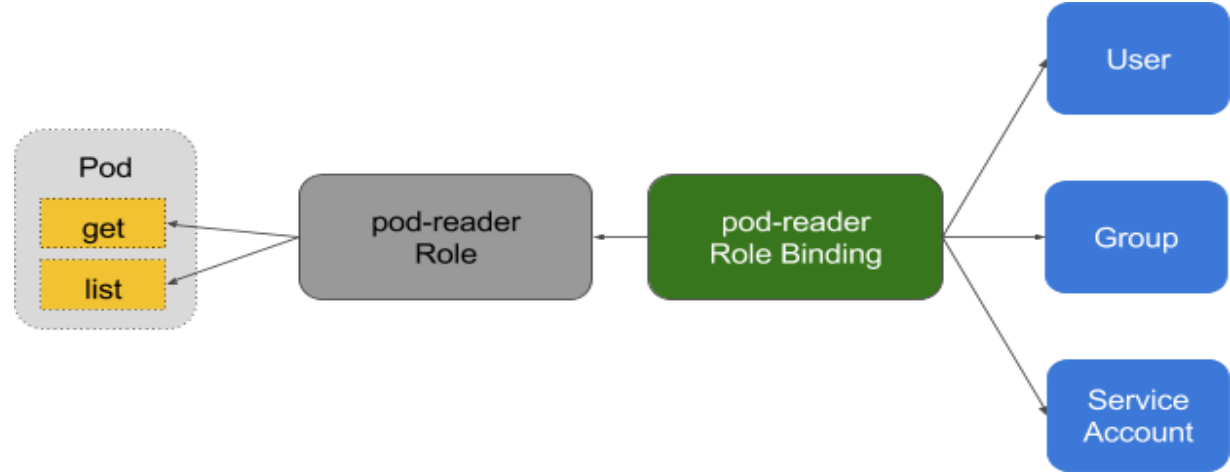 Pod
get
list
pod-reader
Role
pod-reader
Role Binding
User
Group
Service
Account